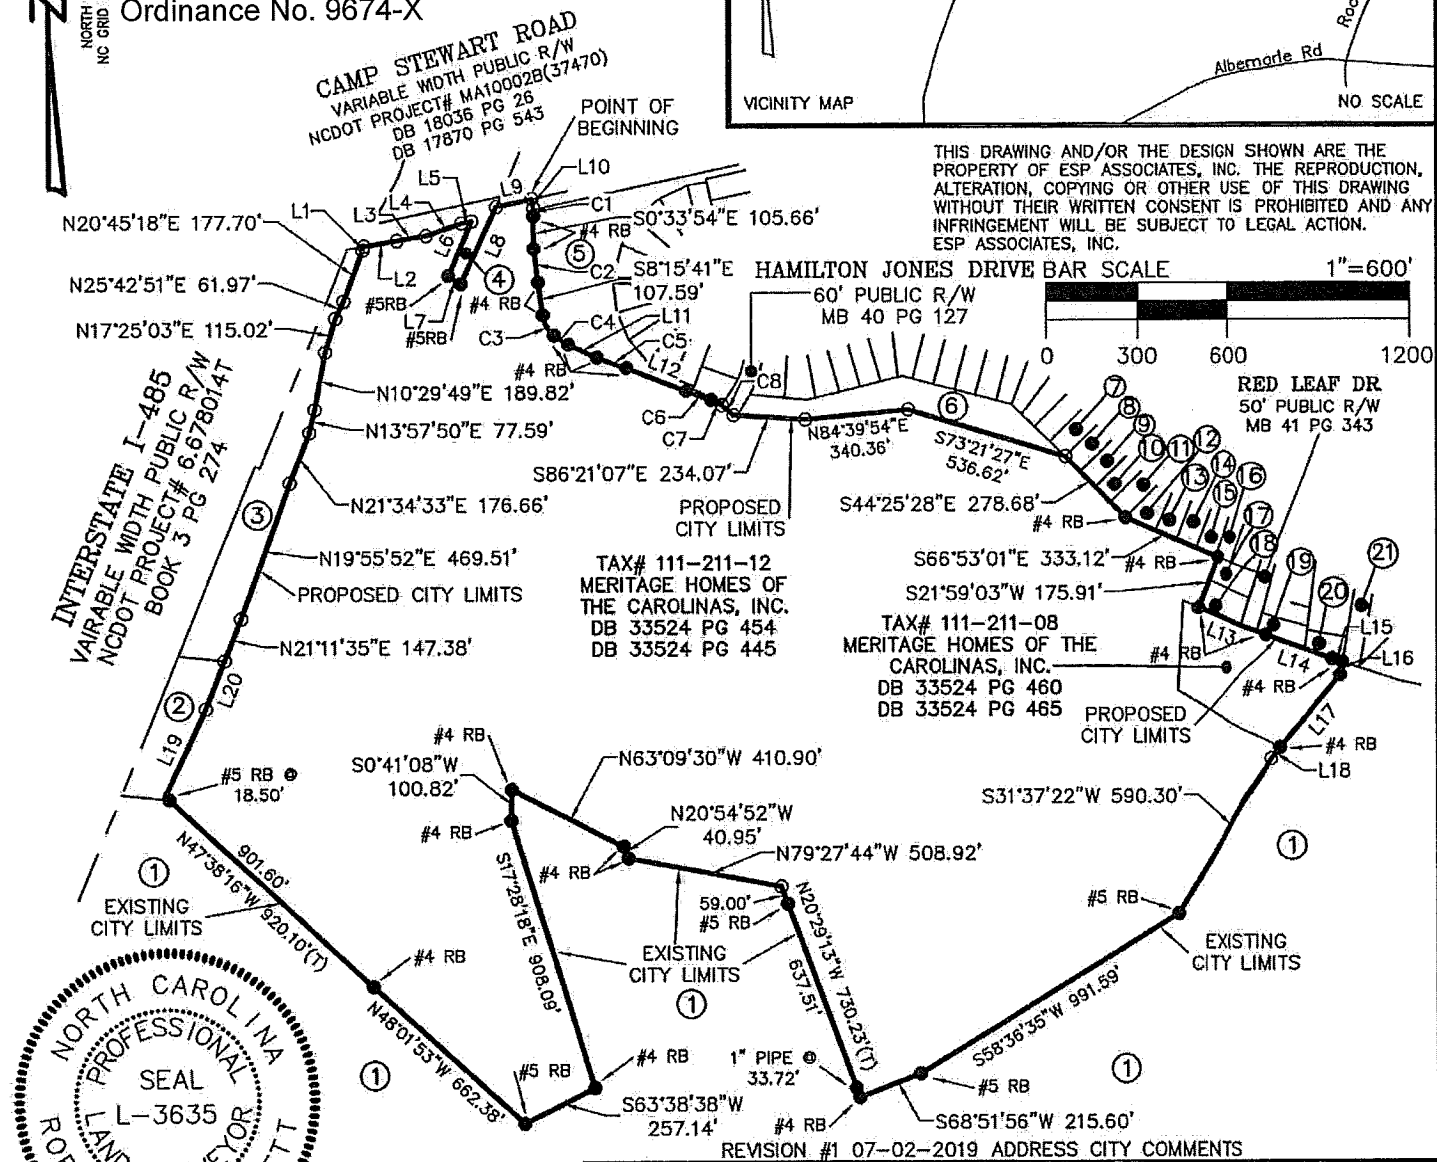 Ordinance No. 9674-X
NORTH
NC GRID
CAMP STEWART ROAD
VARIABLE WIDTH PUBLIC R/W
NCDOT PROJECT# MA10002B(37470)
DB 18036 PG 26
DB 17870 PG 543
POINT OF
BEGINNING
Albemarle Rd
VICINITY MAP
NO SCALE
THIS DRAWING AND/OR THE DESIGN SHOWN ARE THE
PROPERTY OF ESP ASSOCIATES, INC. THE REPRODUCTION,
ALTERATION, COPYING OR OTHER USE OF THIS DRAWING
WITHOUT THEIR WRITTEN CONSENT IS PROHIBITED AND ANY
INFRINGEMENT WILL BE SUBJECT TO LEGAL ACTION.
ESP ASSOCIATES, INC.
BAR SCALE 1"=600'
0 300 600 1200
HAMILTON JONES DRIVE
60' PUBLIC R/W
MB 40 PG 127
RED LEAF DR
50' PUBLIC R/W
MB 41 PG 343
N20°45'18"E 177.70'
N25°42'51"E 61.97'
N17°25'03"E 115.02'
N10°29'49"E 189.82'
N13°57'50"E 77.59'
N21°34'33"E 176.66'
N19°55'52"E 469.51'
PROPOSED CITY LIMITS
N21°11'35"E 147.38'
INTERSTATE I-485
VAIRABLE WIDTH PUBLIC R/W
NCDOT PROJECT# 6.678014T
BOOK 3 PG 274
L1
L2
L3
L4
L5
L6
L7
L8
L9
L10
C1
#4 RB
S0°33'54"E 105.66'
5
4
#5RB
#5RB
#4 RB
C2
S8°15'41"E
107.59'
C3
C4
L11
C5
#4 RB
L12
C6
C7
C8
S86°21'07"E 234.07'
N84°39'54"E
340.36'
6
S73°21'27"E
536.62'
PROPOSED
CITY LIMITS
S44°25'28"E 278.68'
#4 RB
S66°53'01"E 333.12'
#4 RB
S21°59'03"W 175.91'
7
8
9
10
11
12
13
14
15
16
17
18
19
20
21
L13
#4 RB
L14
L15
L16
#4 RB
L17
#4 RB
L18
TAX# 111-211-12
MERITAGE HOMES OF
THE CAROLINAS, INC.
DB 33524 PG 454
DB 33524 PG 445
TAX# 111-211-08
MERITAGE HOMES OF THE
CAROLINAS, INC.
DB 33524 PG 460
DB 33524 PG 465
PROPOSED
CITY LIMITS
3
2
L20
L19
#5 RB @
18.50'
901.60'
N47°38'16"W 920.10'(T)
1
EXISTING
CITY LIMITS
#4 RB
N48°01'53"W 662.38'
1
#5 RB
#4 RB
S63°38'38"W
257.14'
#4 RB
S0°41'08"W
100.82'
#4 RB
S17°28'18"E 908.09'
N63°09'30"W 410.90'
N20°54'52"W
40.95'
#4 RB
N79°27'44"W 508.92'
59.00'
#5 RB
N20°29'13"W 730.23'(T)
637.51'
EXISTING
CITY LIMITS
1
1" PIPE @
33.72'
#4 RB
S68°51'56"W 215.60'
#5 RB
S58°36'35"W 991.59'
1
#5 RB
S31°37'22"W 590.30'
1
EXISTING
CITY LIMITS
NORTH CAROLINA
PROFESSIONAL
SEAL
L-3635
REVISION #1 07-02-2019 ADDRESS CITY COMMENTS